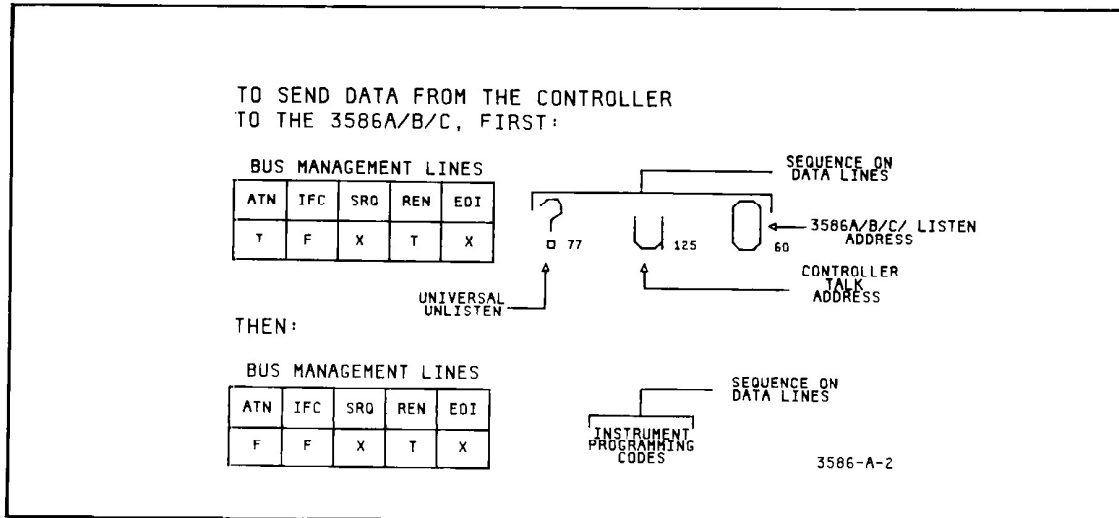 TO SEND DATA FROM THE CONTROLLER
TO THE 3586A/B/C, FIRST:
BUS MANAGEMENT LINES
ATN IFC SRQ REN EOI
T F X T X
SEQUENCE ON
DATA LINES
? 77
U 125
0 60
3586A/B/C/ LISTEN
ADDRESS
CONTROLLER
TALK
ADDRESS
UNIVERSAL
UNLISTEN
THEN:
BUS MANAGEMENT LINES
ATN IFC SRQ REN EOI
F F X T X
SEQUENCE ON
DATA LINES
INSTRUMENT
PROGRAMMING
CODES
3586-A-2